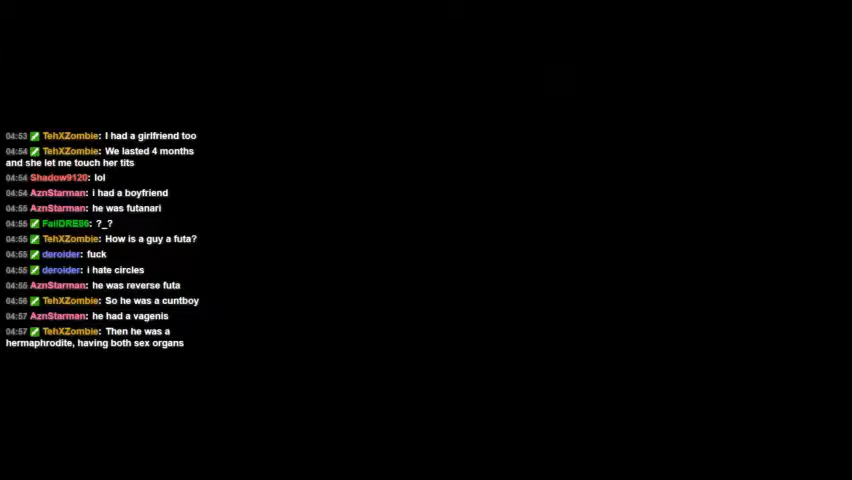 04:53 TehXZombie: I had a girlfriend too
04:54 TehXZombie: We lasted 4 months
and she let me touch her tits
04:54 Shadow9120: lol
04:54 AznStarman: i had a boyfriend
04:55 AznStarman: he was futanari
04:55 FailDRE86: ?_?
04:55 TehXZombie: How is a guy a futa?
04:55 deroider: fuck
04:55 deroider: i hate circles
04:55 AznStarman: he was reverse futa
04:56 TehXZombie: So he was a cuntboy
04:57 AznStarman: he had a vagenis
04:57 TehXZombie: Then he was a
hermaphrodite, having both sex organs